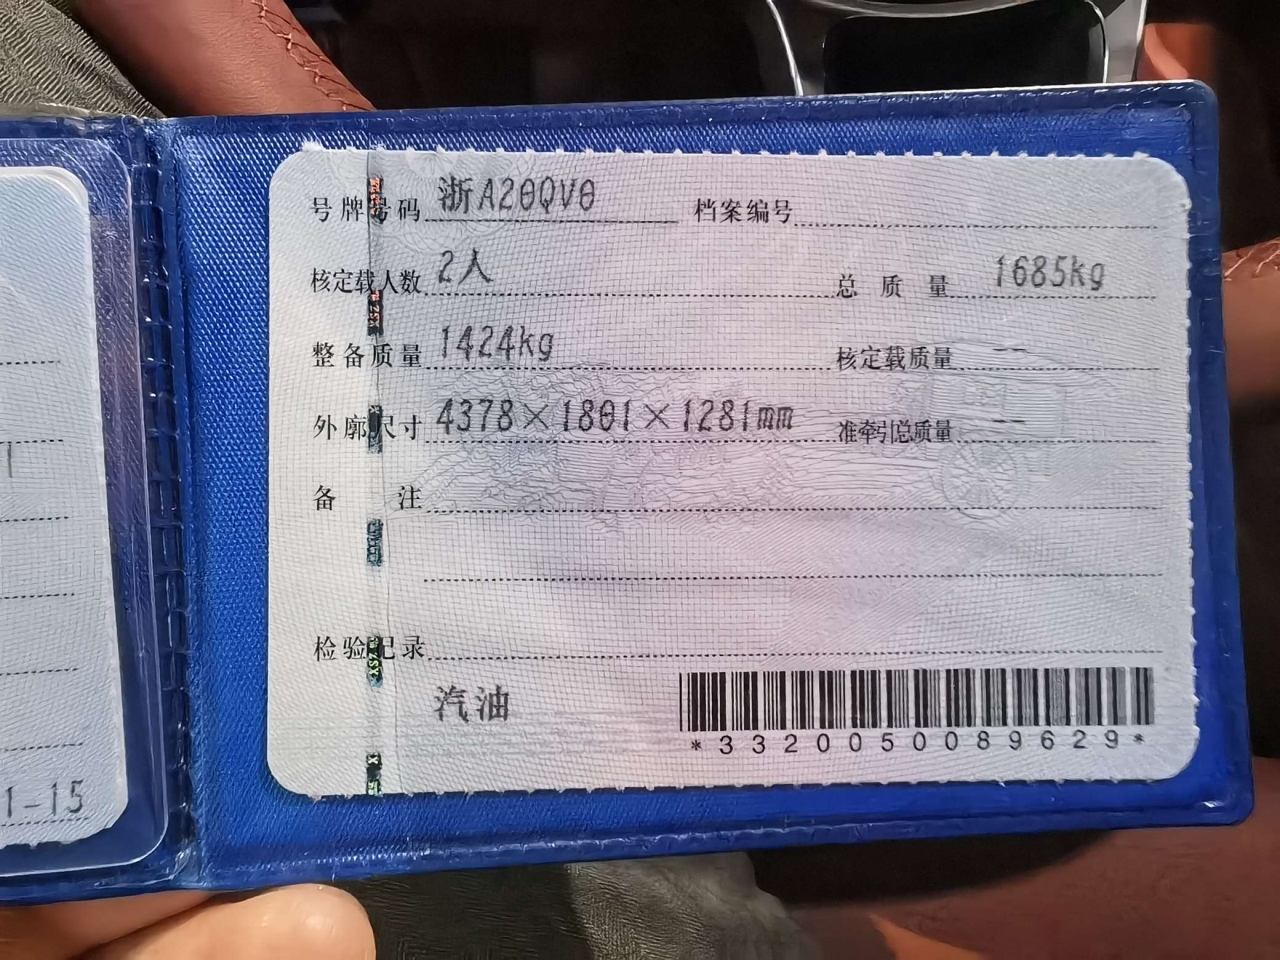 号牌号码 浙A20QV0 档案编号
核定载人数 2人 总质量 1685kg
整备质量 1424kg 核定载质量 --
外廓尺寸 4378×1801×1281mm 准牵引总质量 --
备注
检验记录
汽油
*3320050089629*
1-15